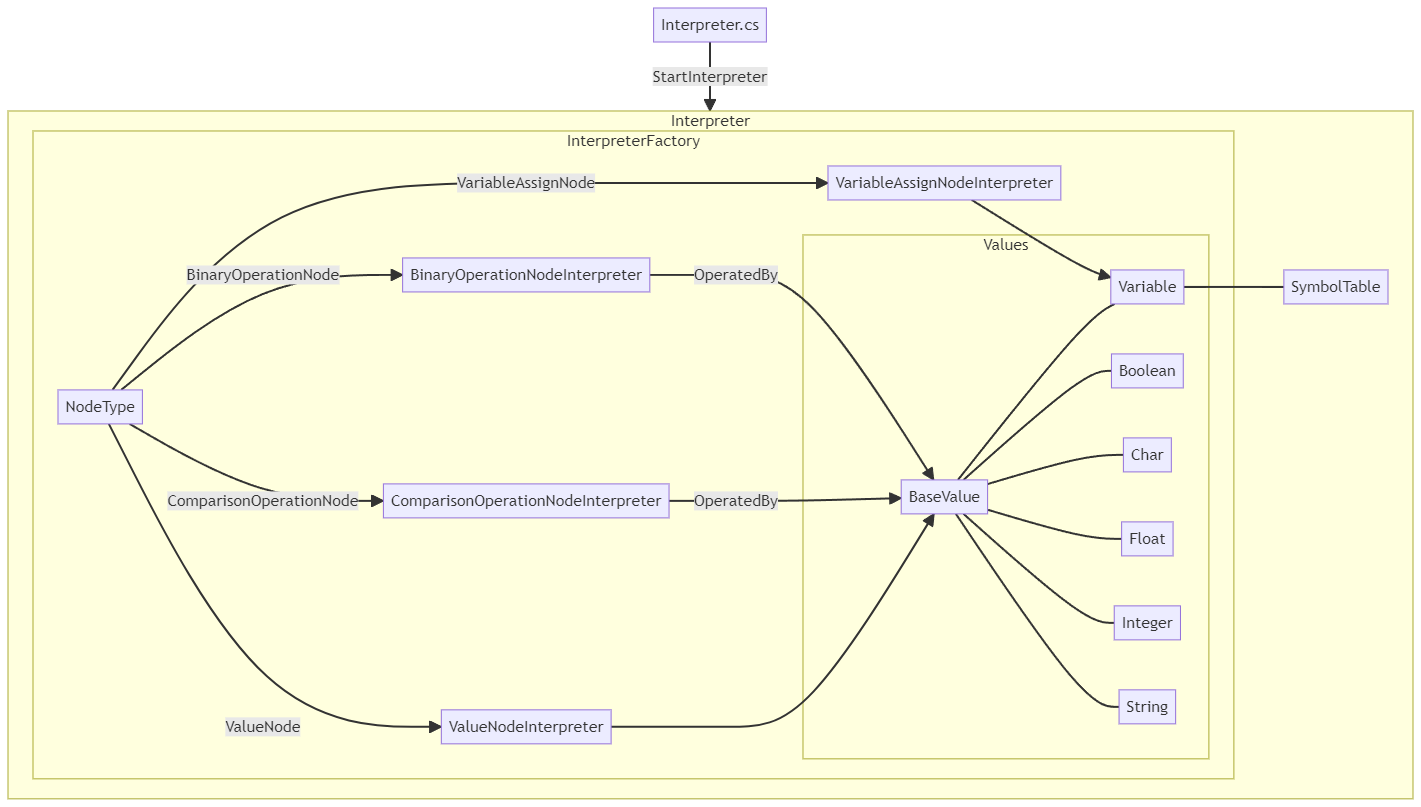 Interpreter.cs
StartInterpreter
Interpreter
InterpreterFactory
VariableAssignNode
VariableAssignNodeInterpreter
Values
BinaryOperationNode
BinaryOperationNodeInterpreter
OperatedBy
Variable
SymbolTable
Boolean
NodeType
Char
ComparisonOperationNode
ComparisonOperationNodeInterpreter
OperatedBy
BaseValue
Float
Integer
String
ValueNode
ValueNodeInterpreter